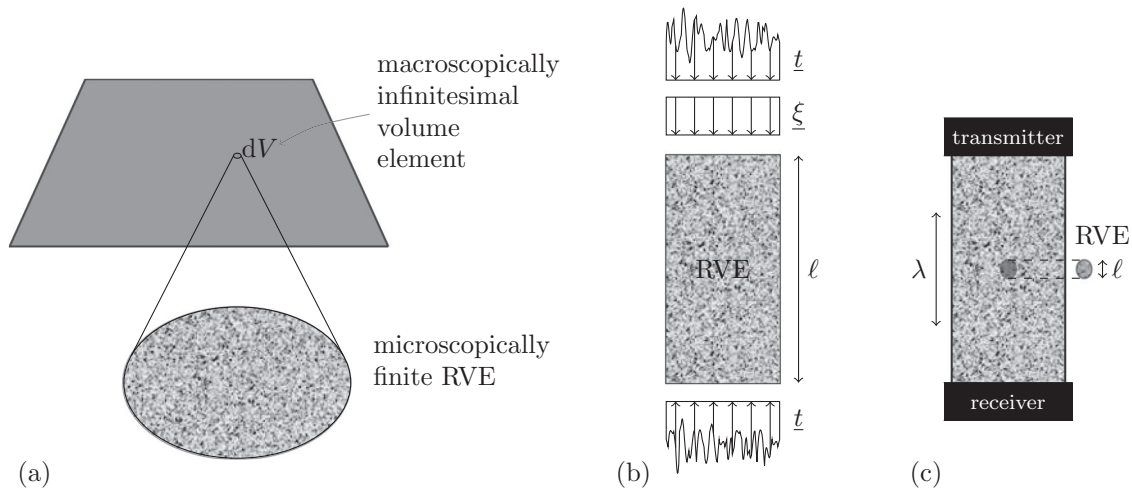 macroscopically
infinitesimal
volume
element
dV
microscopically
finite RVE
(a)
t
ξ
RVE
ℓ
t
(b)
transmitter
λ
RVE
ℓ
receiver
(c)